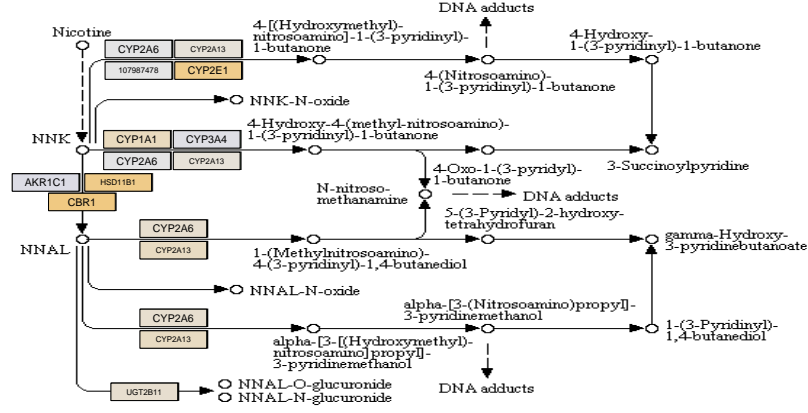 DNA adducts
4-[(Hydroxymethyl)-
nitrosoamino]-1-(3-pyridinyl)-
1-butanone
4-Hydroxy-
1-(3-pyridinyl)-1-butanone
Nicotine
CYP2A6
CYP2A13
107987478
CYP2E1
4-(Nitrosoamino)-
1-(3-pyridinyl)-1-butanone
NNK-N-oxide
NNK
CYP1A1
CYP3A4
CYP2A6
CYP2A13
4-Hydroxy-4-(methyl-nitrosoamino)-
1-(3-pyridinyl)-1-butanone
3-Succinoylpyridine
4-Oxo-1-(3-pyridyl)-
1-butanone
AKR1C1
HSD11B1
CBR1
N-nitroso-
methanamine
DNA adducts
5-(3-Pyridyl)-2-hydroxy-
tetrahydrofuran
NNAL
CYP2A6
CYP2A13
1-(Methylnitrosoamino)-
4-(3-pyridinyl)-1,4-butanediol
gamma-Hydroxy-
3-pyridinebutanoate
NNAL-N-oxide
CYP2A6
CYP2A13
alpha-[3-(Nitrosoamino)propyl]-
3-pyridinemethanol
alpha-[3-[(Hydroxymethyl)-
nitrosoamino]propyl]-
3-pyridinemethanol
1-(3-Pyridinyl)-
1,4-butanediol
DNA adducts
UGT2B11
NNAL-O-glucuronide
NNAL-N-glucuronide